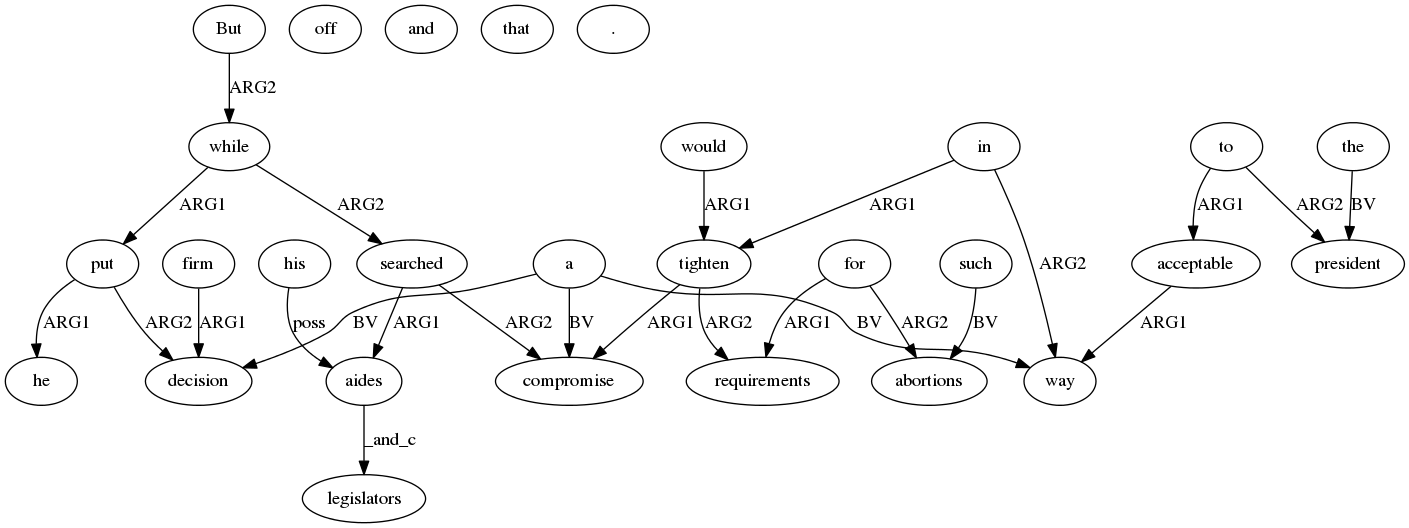 But off and that .
ARG2
while would in to the
ARG1 ARG2 ARG1 ARG1 ARG1 ARG2 BV
put firm his searched a tighten for such acceptable president
ARG1 ARG2 ARG1 poss BV ARG1 ARG2 BV ARG1 ARG2 BV ARG1 ARG2 BV ARG2 ARG1
he decision aides compromise requirements abortions way
_and_c
legislators